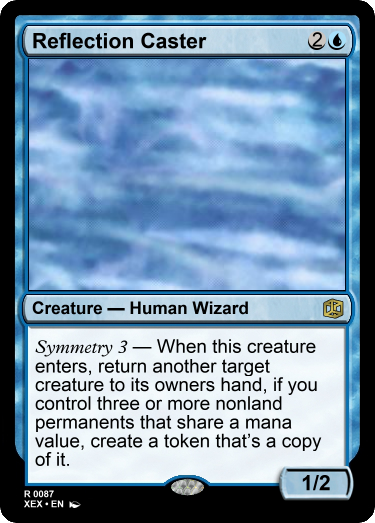 Reflection Caster 2
Creature — Human Wizard
Symmetry 3 — When this creature
enters, return another target
creature to its owners hand, if you
control three or more nonland
permanents that share a mana
value, create a token that's a copy
of it.
1/2
R 0087
XEX • EN